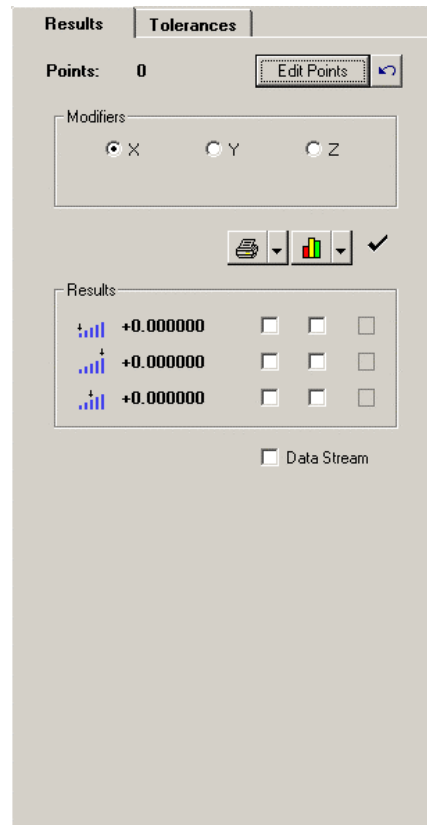 Results Tolerances
Points: 0 Edit Points
Modifiers
X Y Z
Results
+0.000000
+0.000000
+0.000000
Data Stream